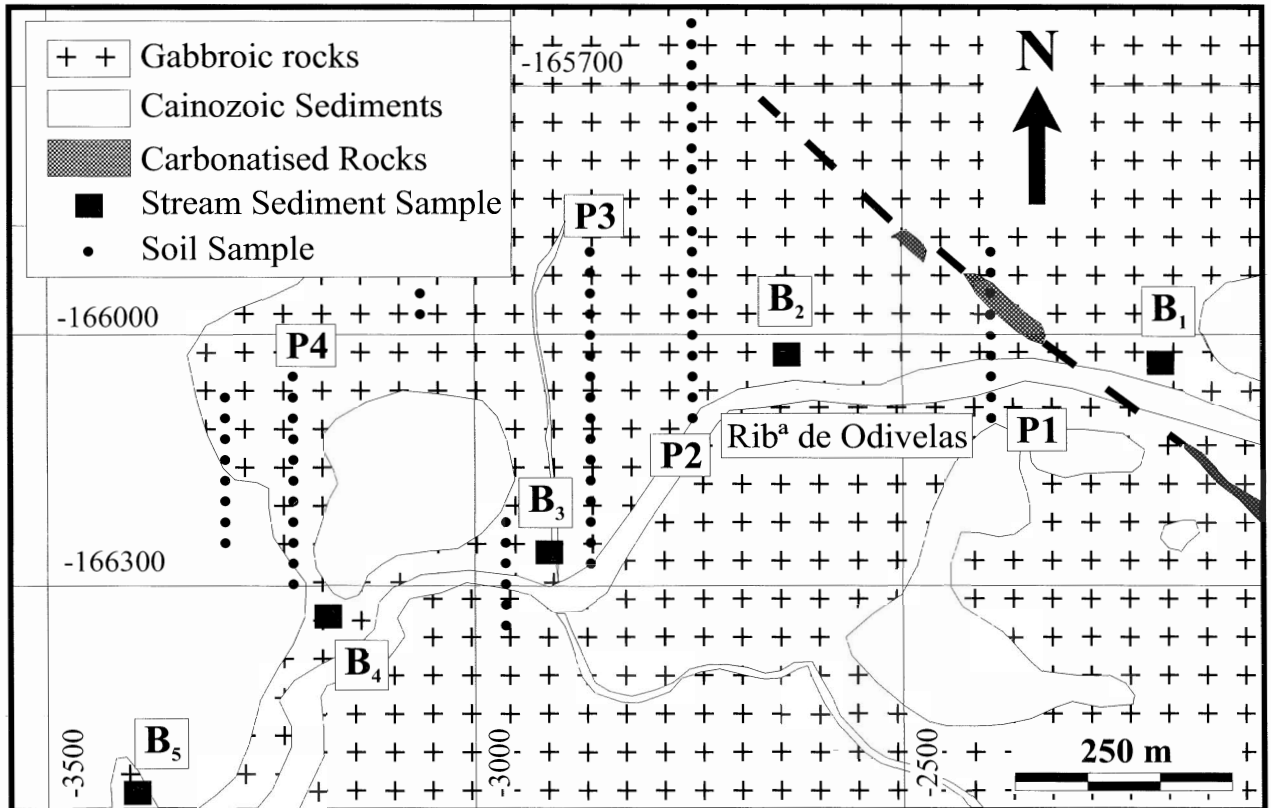 Gabbroic rocks
Cainozoic Sediments
Carbonatised Rocks
Stream Sediment Sample
Soil Sample
-165700
N
P3
B2
B1
-166000
P4
P1
Ribª de Odivelas
P2
B3
-166300
B4
B5
-3500
-3000
-2500
250 m